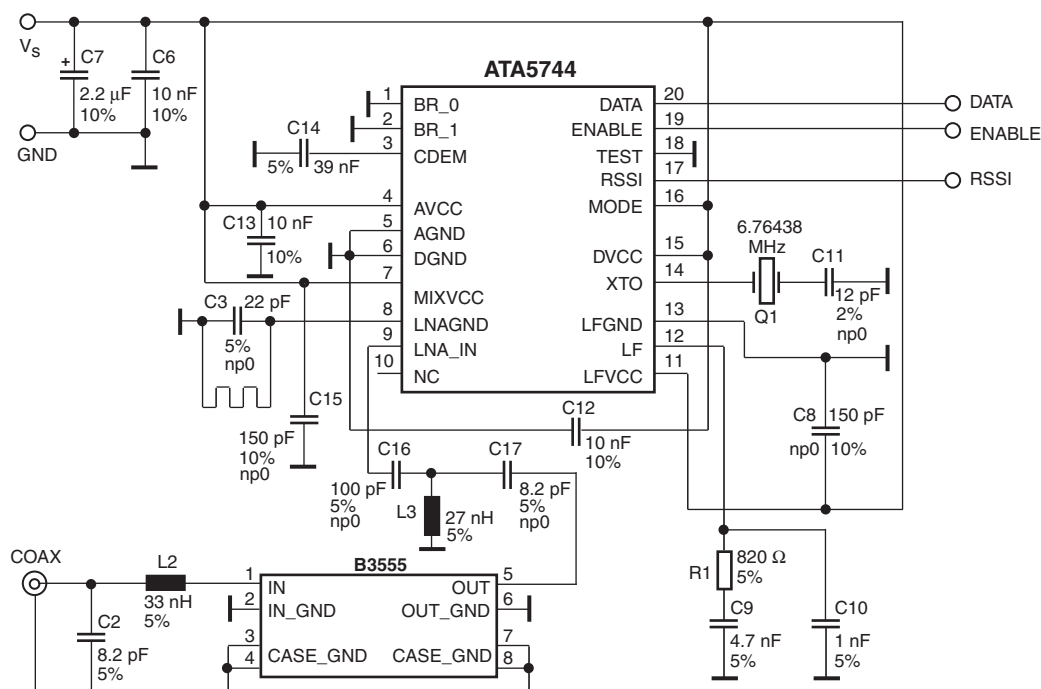 VS
GND
+
C7
2.2 μF
10%
C6
10 nF
10%
ATA5744
1
BR_0
2
BR_1
3
CDEM
4
AVCC
5
AGND
6
DGND
7
MIXVCC
8
LNAGND
9
LNA_IN
10
NC
DATA
20
ENABLE
19
TEST
18
RSSI
17
MODE
16
DVCC
15
XTO
14
LFGND
13
LF
12
LFVCC
11
DATA
ENABLE
RSSI
C14
5%
39 nF
C13
10 nF
10%
C3
22 pF
5%
np0
C15
150 pF
10%
np0
6.76438
MHz
Q1
C11
12 pF
2%
np0
C8
150 pF
np0
10%
C12
10 nF
10%
C16
100 pF
5%
np0
C17
8.2 pF
5%
np0
L3
27 nH
5%
COAX
L2
33 nH
5%
C2
8.2 pF
5%
B3555
1
IN
2
IN_GND
3
4
CASE_GND
OUT
5
OUT_GND
6
CASE_GND
7
8
R1
820 Ω
5%
C9
4.7 nF
5%
C10
1 nF
5%